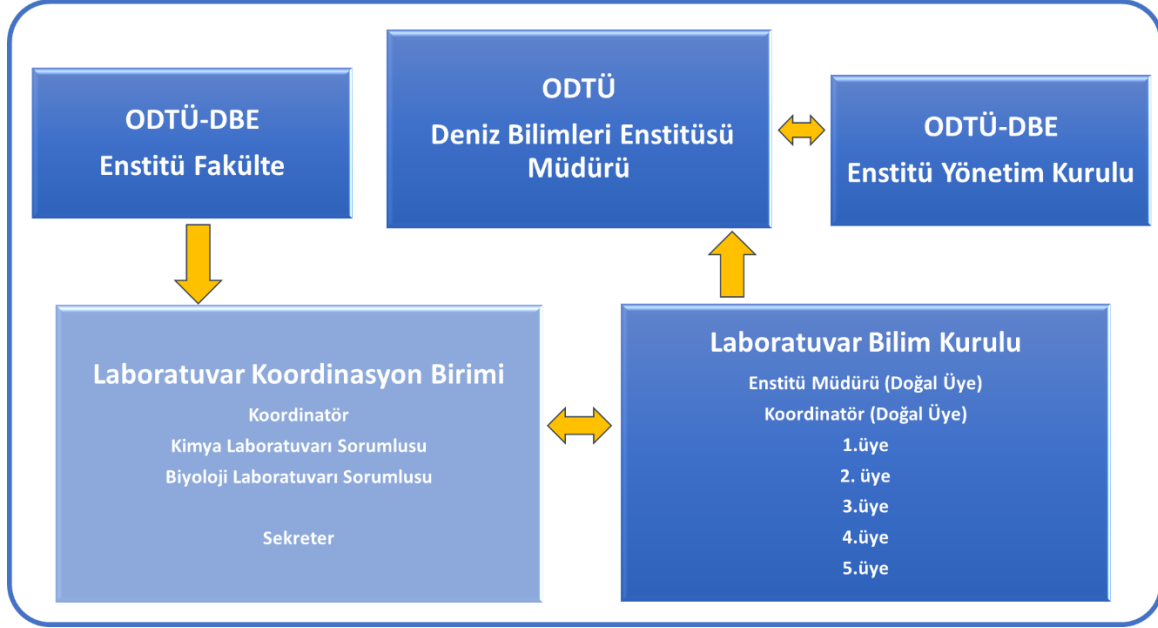 ODTÜ-DBE
Enstitü Fakülte
ODTÜ
Deniz Bilimleri Enstitüsü
Müdürü
ODTÜ-DBE
Enstitü Yönetim Kurulu
Laboratuvar Koordinasyon Birimi
Koordinatör
Kimya Laboratuvarı Sorumlusu
Biyoloji Laboratuvarı Sorumlusu
Sekreter
Laboratuvar Bilim Kurulu
Enstitü Müdürü (Doğal Üye)
Koordinatör (Doğal Üye)
1.üye
2. üye
3.üye
4.üye
5.üye